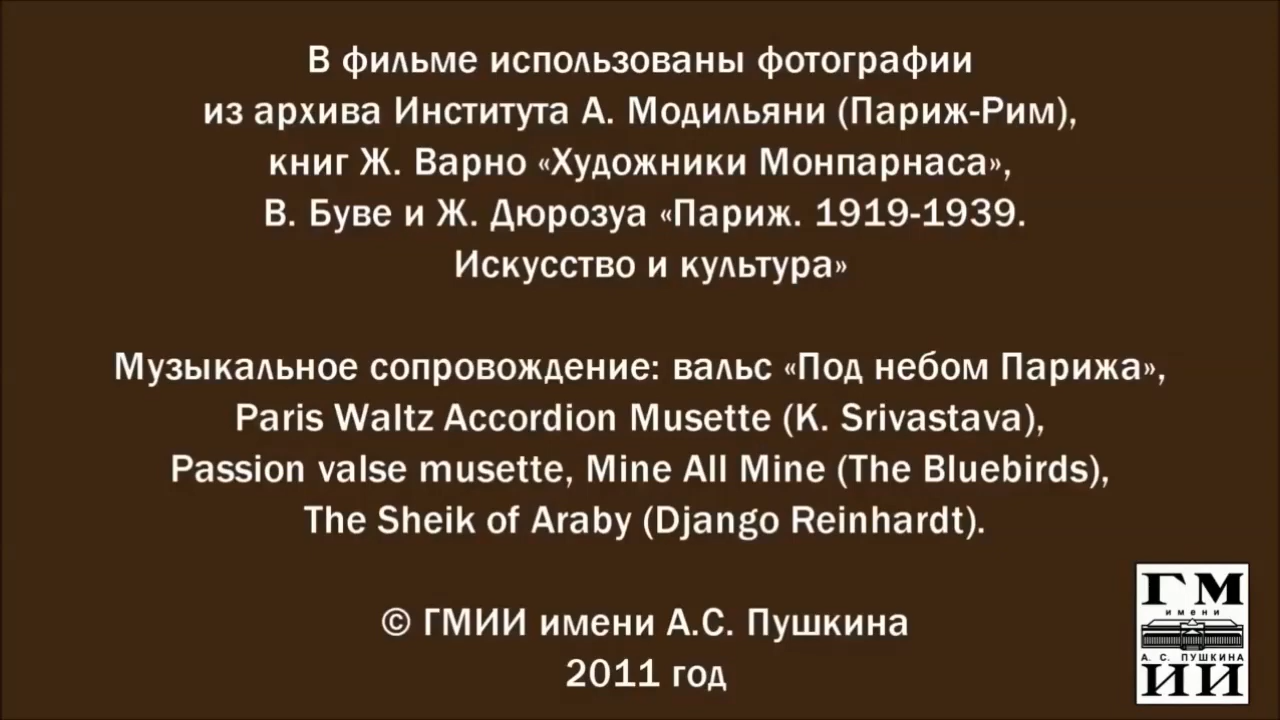 В фильме использованы фотографии
из архива Института А. Модильяни (Париж-Рим),
книг Ж. Варно «Художники Монпарнаса»,
В. Буве и Ж. Дюрозуа «Париж. 1919-1939.
Искусство и культура»
Музыкальное сопровождение: вальс «Под небом Парижа»,
Paris Waltz Accordion Musette (K. Srivastava),
Passion valse musette, Mine All Mine (The Bluebirds),
The Sheik of Araby (Django Reinhardt).
© ГМИИ имени А.С. Пушкина
2011 год
ГМ
имени
А. С. ПУШКИНА
ИИ